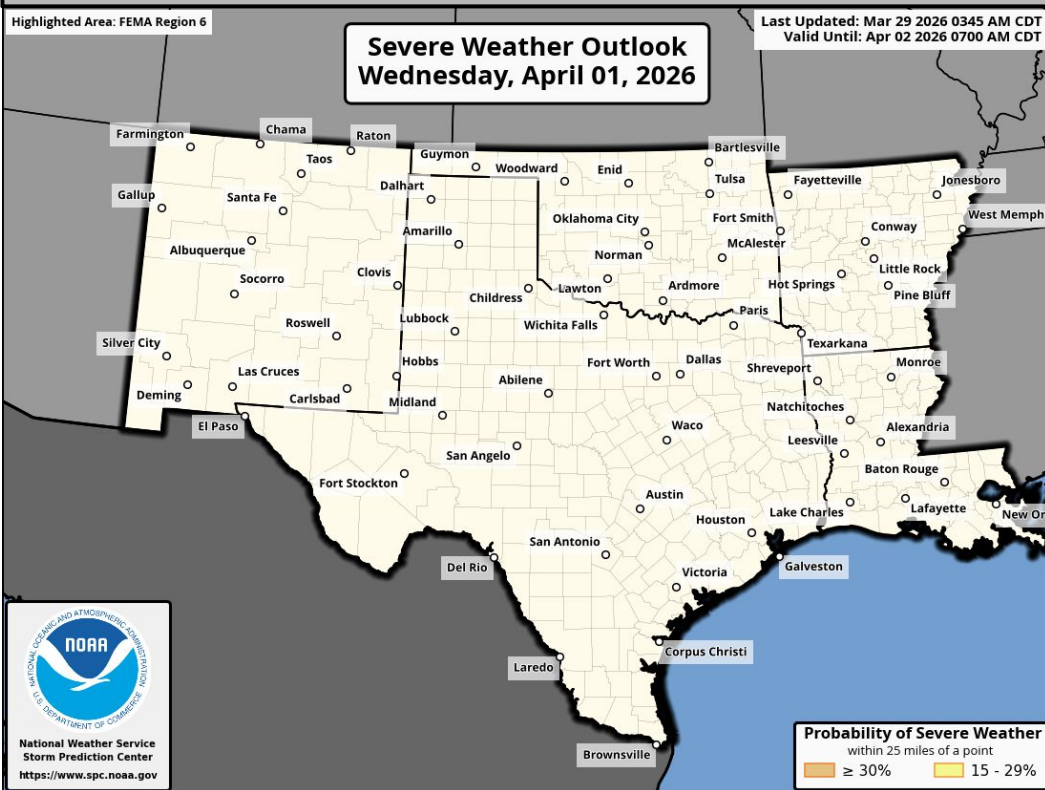 Highlighted Area: FEMA Region 6
Last Updated: Mar 29 2026 0345 AM CDT
Valid Until: Apr 02 2026 0700 AM CDT
Severe Weather Outlook
Wednesday, April 01, 2026
Farmington
Chama
Raton
Taos
Guymon
Woodward
Enid
Bartlesville
Gallup
Santa Fe
Dalhart
Tulsa
Fayetteville
Jonesboro
Albuquerque
Amarillo
Oklahoma City
Fort Smith
Conway
West Memph
Norman
McAlester
Socorro
Clovis
Childress
Lawton
Ardmore
Hot Springs
Little Rock
Pine Bluff
Roswell
Lubbock
Wichita Falls
Paris
Texarkana
Silver City
Las Cruces
Hobbs
Abilene
Fort Worth
Dallas
Shreveport
Monroe
Deming
Carlsbad
Midland
Natchitoches
El Paso
Waco
Leesville
Alexandria
San Angelo
Fort Stockton
Baton Rouge
Austin
Houston
Lake Charles
Lafayette
New Or
San Antonio
Del Rio
Victoria
Galveston
Laredo
Corpus Christi
Brownsville
NATIONAL OCEANIC AND ATMOSPHERIC ADMINISTRATION
NOAA
U.S. DEPARTMENT OF COMMERCE
National Weather Service
Storm Prediction Center
https://www.spc.noaa.gov
Probability of Severe Weather
within 25 miles of a point
≥ 30%
15 - 29%